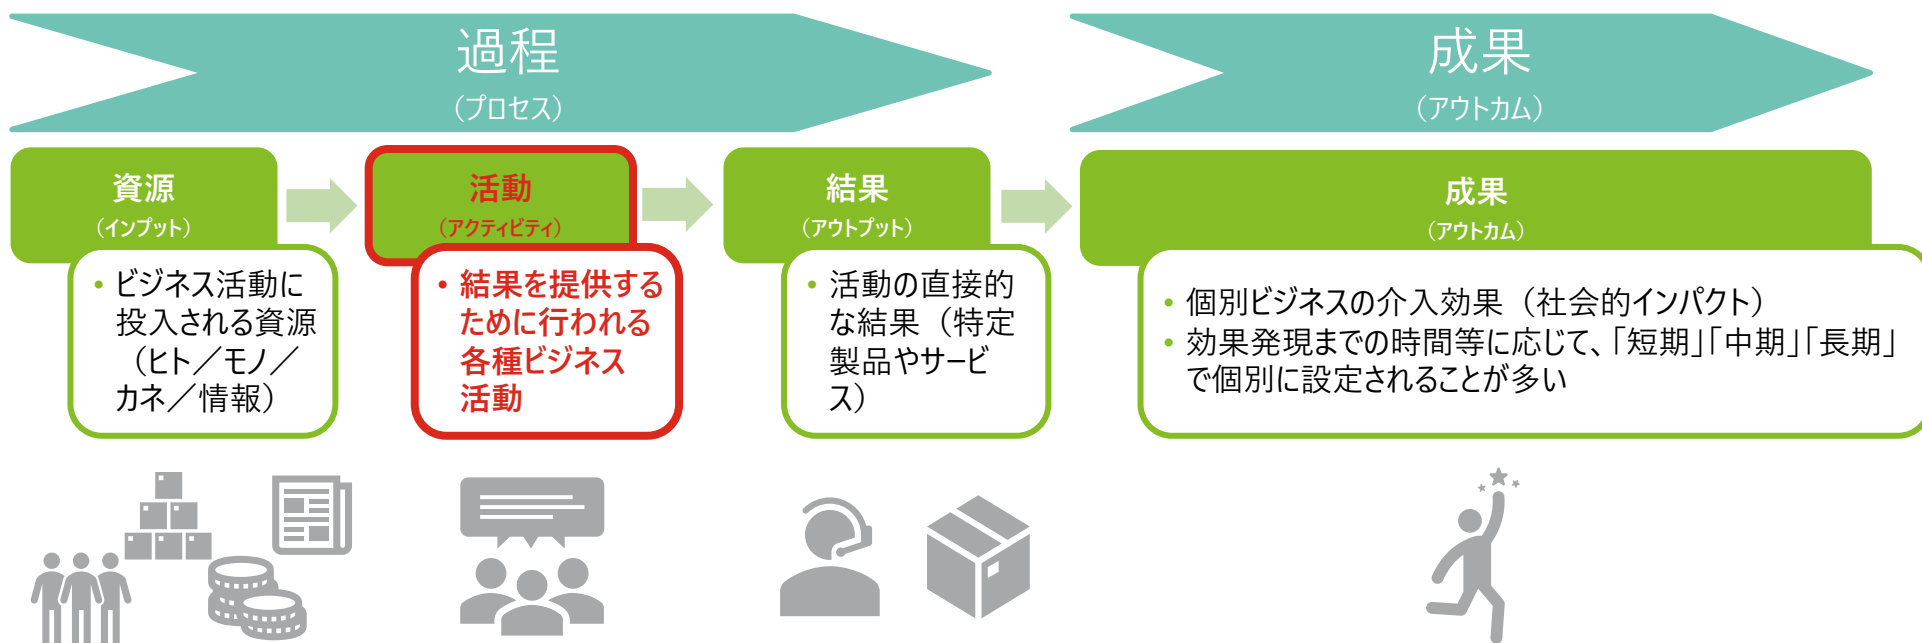 過程
（プロセス）
成果
（アウトカム）
資源
（インプット）
• ビジネス活動に
投入される資源
（ヒト／モノ／
カネ／情報）
活動
（アクティビティ）
• 結果を提供する
ために行われる
各種ビジネス
活動
結果
（アウトプット）
• 活動の直接的
な結果（特定
製品やサービ
ス）
成果
（アウトカム）
• 個別ビジネスの介入効果（社会的インパクト）
• 効果発現までの時間等に応じて、「短期」「中期」「長期」
で個別に設定されることが多い